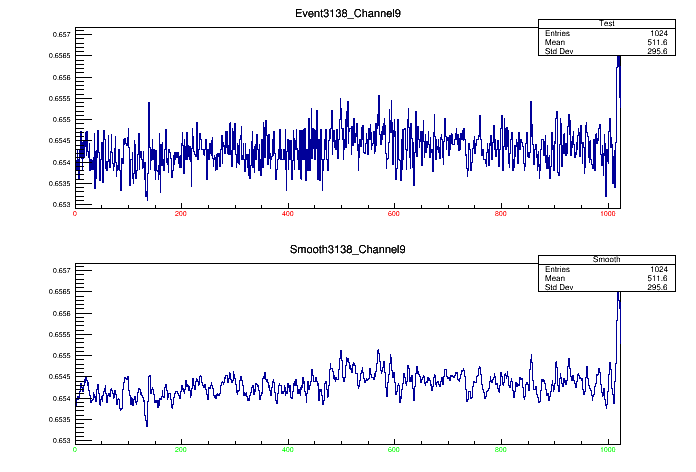 Event3138_Channel9
Test
Entries 1024
Mean 511.6
Std Dev 295.6
0.657
0.6565
0.656
0.6555
0.655
0.6545
0.654
0.6535
0.653
0 200 400 600 800 1000
Smooth3138_Channel9
Smooth
Entries 1024
Mean 511.6
Std Dev 295.6
0.657
0.6565
0.656
0.6555
0.655
0.6545
0.654
0.6535
0.653
0 200 400 600 800 1000